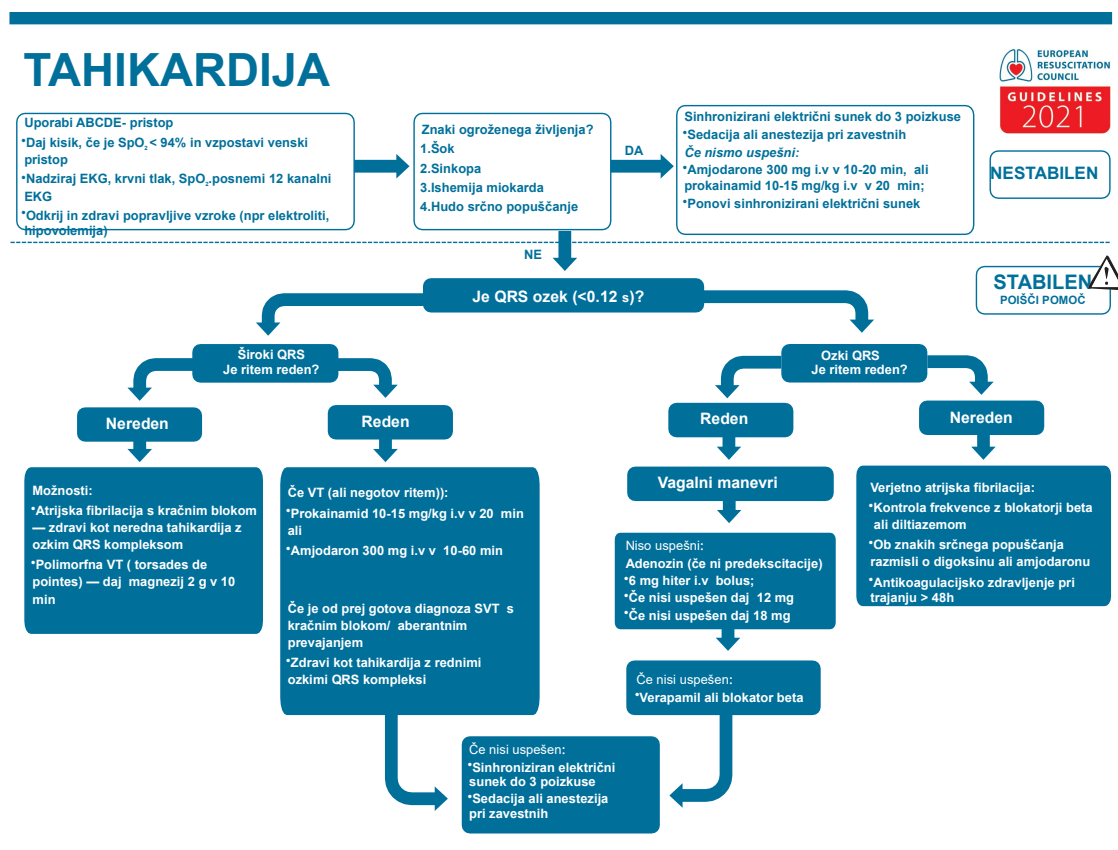 TAHIKARDIJA
EUROPEAN
RESUSCITATION
COUNCIL
GUIDELINES
2021
Uporabi ABCDE- pristop
•Daj kisik, če je SpO2 < 94% in vzpostavi venski
pristop
•Nadziraj EKG, krvni tlak, SpO2.posnemi 12 kanalni
EKG
•Odkrij in zdravi popravljive vzroke (npr elektroliti,
hipovolemija)
Znaki ogroženega življenja?
1.Šok
2.Sinkopa
3.Ishemija miokarda
4.Hudo srčno popuščanje
DA
Sinhronizirani električni sunek do 3 poizkuse
•Sedacija ali anestezija pri zavestnih
Če nismo uspešni:
•Amjodarone 300 mg i.v v 10-20 min, ali
prokainamid 10-15 mg/kg i.v v 20 min;
•Ponovi sinhronizirani električni sunek
NESTABILEN
NE
STABILEN
POIŠČI POMOČ
Je QRS ozek (<0.12 s)?
Široki QRS
Je ritem reden?
Ozki QRS
Je ritem reden?
Nereden
Reden
Reden
Nereden
Možnosti:
•Atrijska fibrilacija s kračnim blokom
— zdravi kot neredna tahikardija z
ozkim QRS kompleksom
•Polimorfna VT ( torsades de
pointes) — daj magnezij 2 g v 10
min
Če VT (ali negotov ritem)):
•Prokainamid 10-15 mg/kg i.v v 20 min
ali
•Amjodaron 300 mg i.v v 10-60 min
Če je od prej gotova diagnoza SVT s
kračnim blokom/ aberantnim
prevajanjem
•Zdravi kot tahikardija z rednimi
ozkimi QRS kompleksi
Vagalni manevri
Niso uspešni:
Adenozin (če ni predekscitacije)
•6 mg hiter i.v bolus;
•Če nisi uspešen daj 12 mg
•Če nisi uspešen daj 18 mg
Če nisi uspešen:
•Verapamil ali blokator beta
Verjetno atrijska fibrilacija:
•Kontrola frekvence z blokatorji beta
ali diltiazemom
•Ob znakih srčnega popuščanja
razmisli o digoksinu ali amjodaronu
•Antikoagulacijsko zdravljenje pri
trajanju > 48h
Če nisi uspešen:
•Sinhroniziran električni
sunek do 3 poizkuse
•Sedacija ali anestezija
pri zavestnih